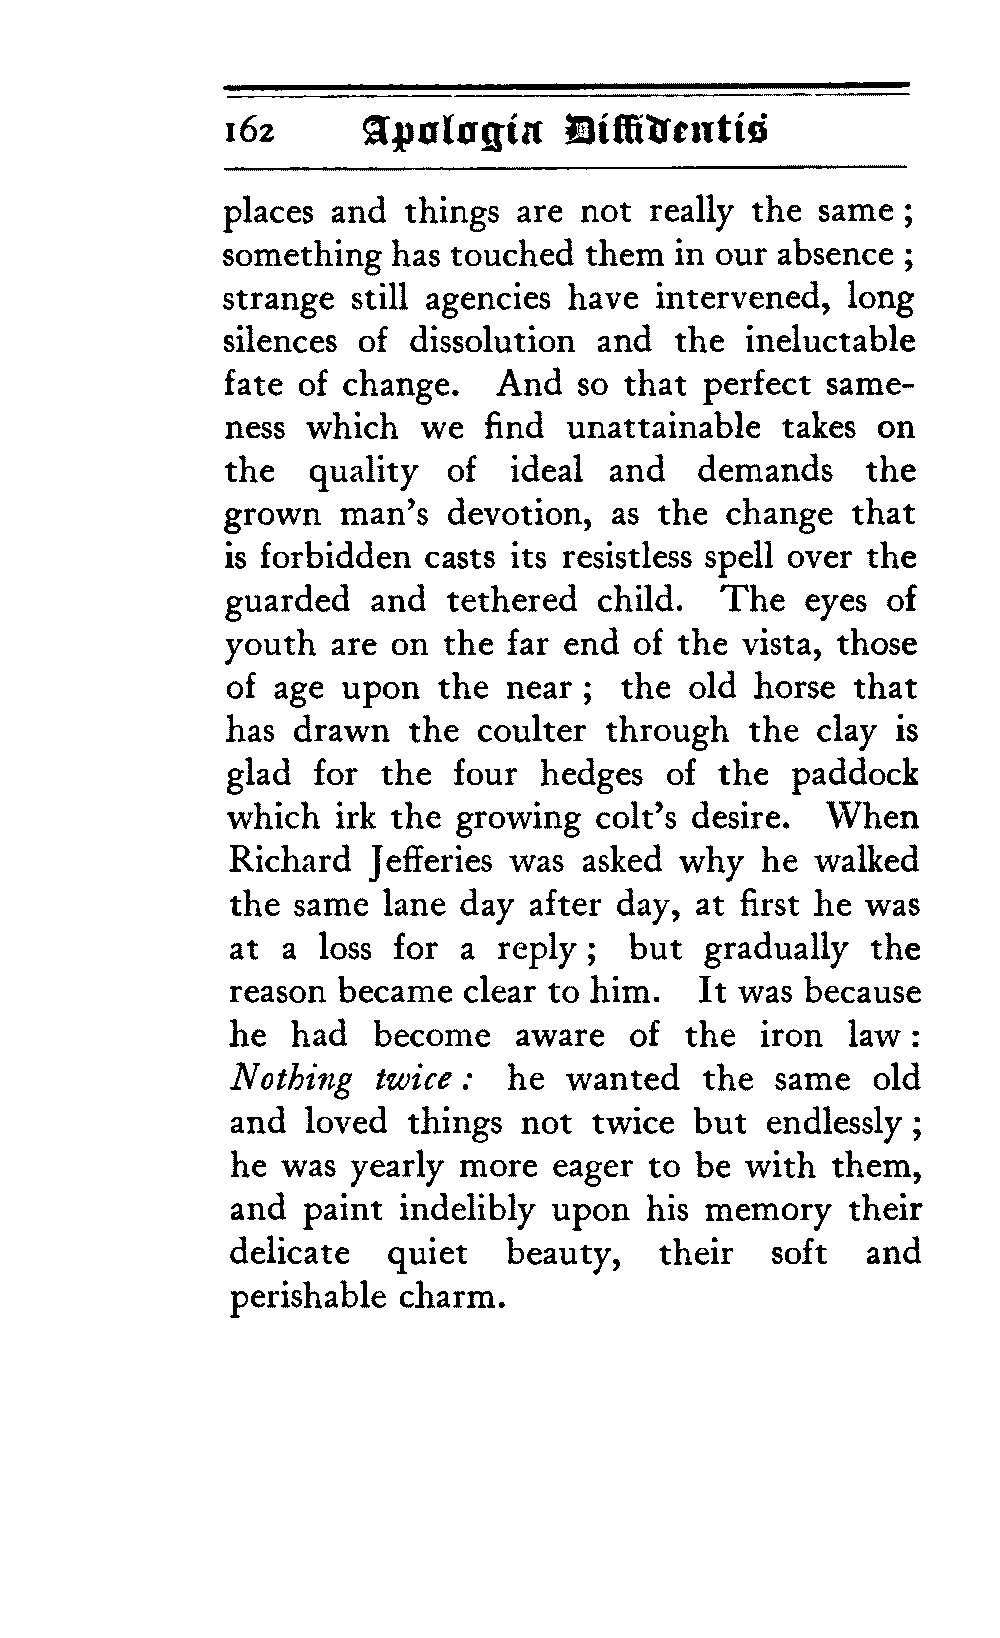 162 Apologia Diffidentis
places and things are not really the same ;
something has touched them in our absence ;
strange still agencies have intervened, long
silences of dissolution and the ineluctable
fate of change. And so that perfect same-
ness which we find unattainable takes on
the quality of ideal and demands the
grown man's devotion, as the change that
is forbidden casts its resistless spell over the
guarded and tethered child. The eyes of
youth are on the far end of the vista, those
of age upon the near ; the old horse that
has drawn the coulter through the clay is
glad for the four hedges of the paddock
which irk the growing colt's desire. When
Richard Jefferies was asked why he walked
the same lane day after day, at first he was
at a loss for a reply ; but gradually the
reason became clear to him. It was because
he had become aware of the iron law :
Nothing twice : he wanted the same old
and loved things not twice but endlessly ;
he was yearly more eager to be with them,
and paint indelibly upon his memory their
delicate quiet beauty, their soft and
perishable charm.